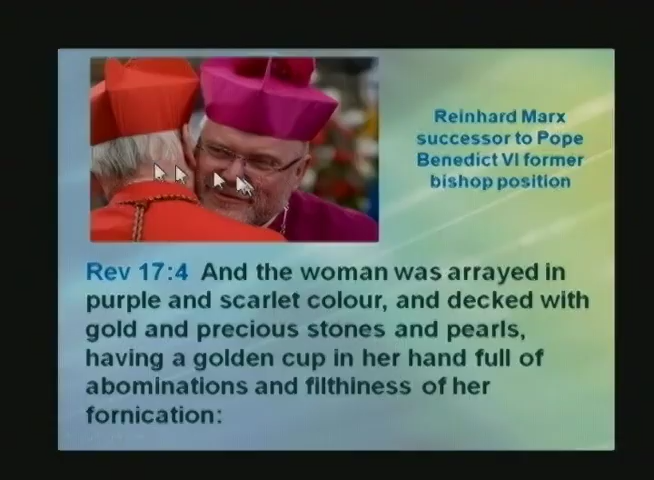 Reinhard Marx
successor to Pope
Benedict VI former
bishop position
Rev 17:4 And the woman was arrayed in
purple and scarlet colour, and decked with
gold and precious stones and pearls,
having a golden cup in her hand full of
abominations and filthiness of her
fornication: